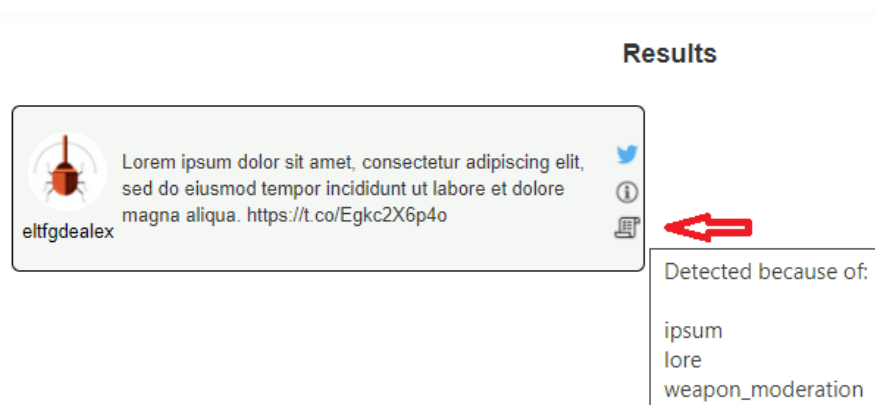 Results
Lorem ipsum dolor sit amet, consectetur adipiscing elit,
sed do eiusmod tempor incididunt ut labore et dolore
magna aliqua. https://t.co/Egkc2X6p4o
eltfgdealex
Detected because of:
ipsum
lore
weapon_moderation